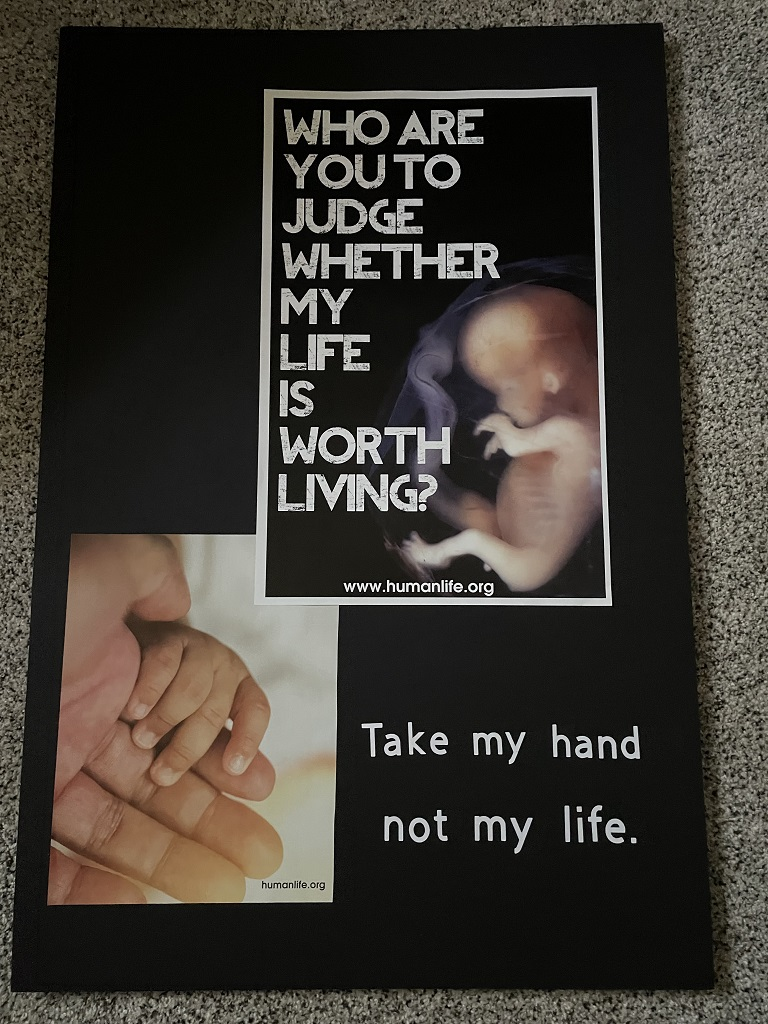 WHO ARE
YOU TO
JUDGE
WHETHER
MY
LIFE
IS
WORTH
LIVING?
www.humanlife.org
humanlife.org
Take my hand
not my life.